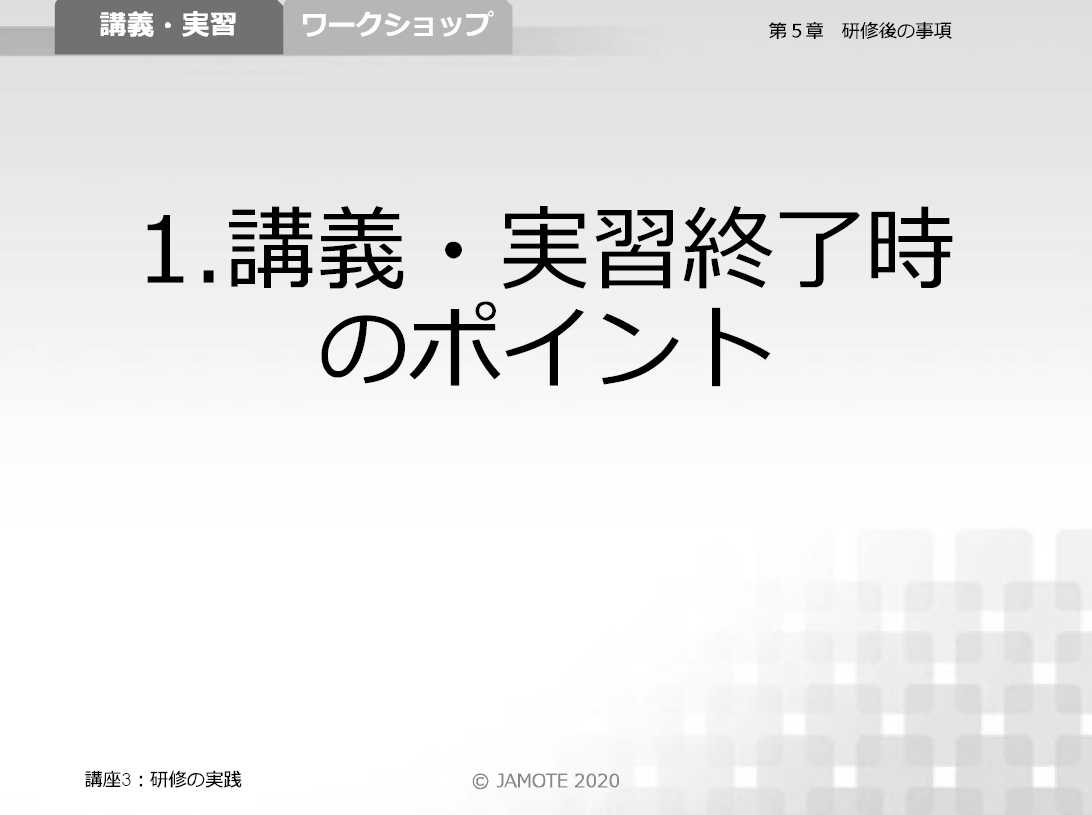 講義・実習
ワークショップ
第５章　研修後の事項
1.講義・実習終了時
のポイント
講座3：研修の実践
© JAMOTE 2020